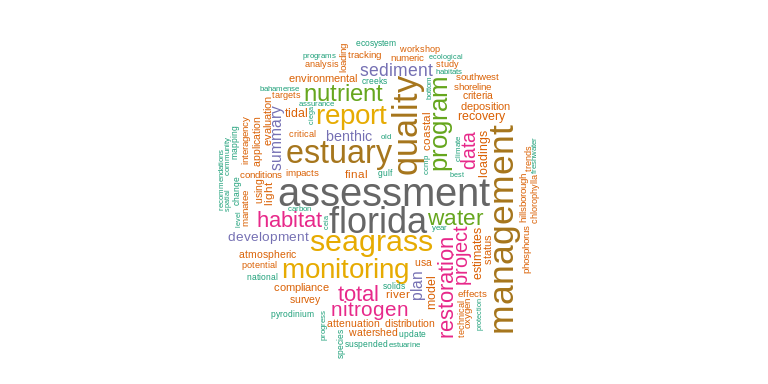 ecosystem
programs
loading
tracking
workshop
numeric
ecological
analysis
sediment
study
habitats
environmental
creeks
quality
southwest
bahamense
targets
nutrient
bottom
program
shoreline
criteria
assurance
deposition
tidal
ciega
report
coastal
recovery
evaluation
summary
critical
benthic
old
interagency
application
mapping
community
recommendations
estuary
data
loadings
climate
ccmp
management
trends
freshwater
conditions
impacts
final
gulf
best
assessment
using
light
change
spatial
level
manatee
carbon
habitat
cela
florida
water
year
hillsborough
chlorophylla
phosphorus
development
seagrass
project
estimates
status
atmospheric
potential
monitoring
usa
restoration
national
compliance
survey
total
solids
river
plan
model
effects
pyrodinium
nitrogen
technical
oxygen
protection
progress
attenuation
distribution
watershed
update
species
suspended
estuarine